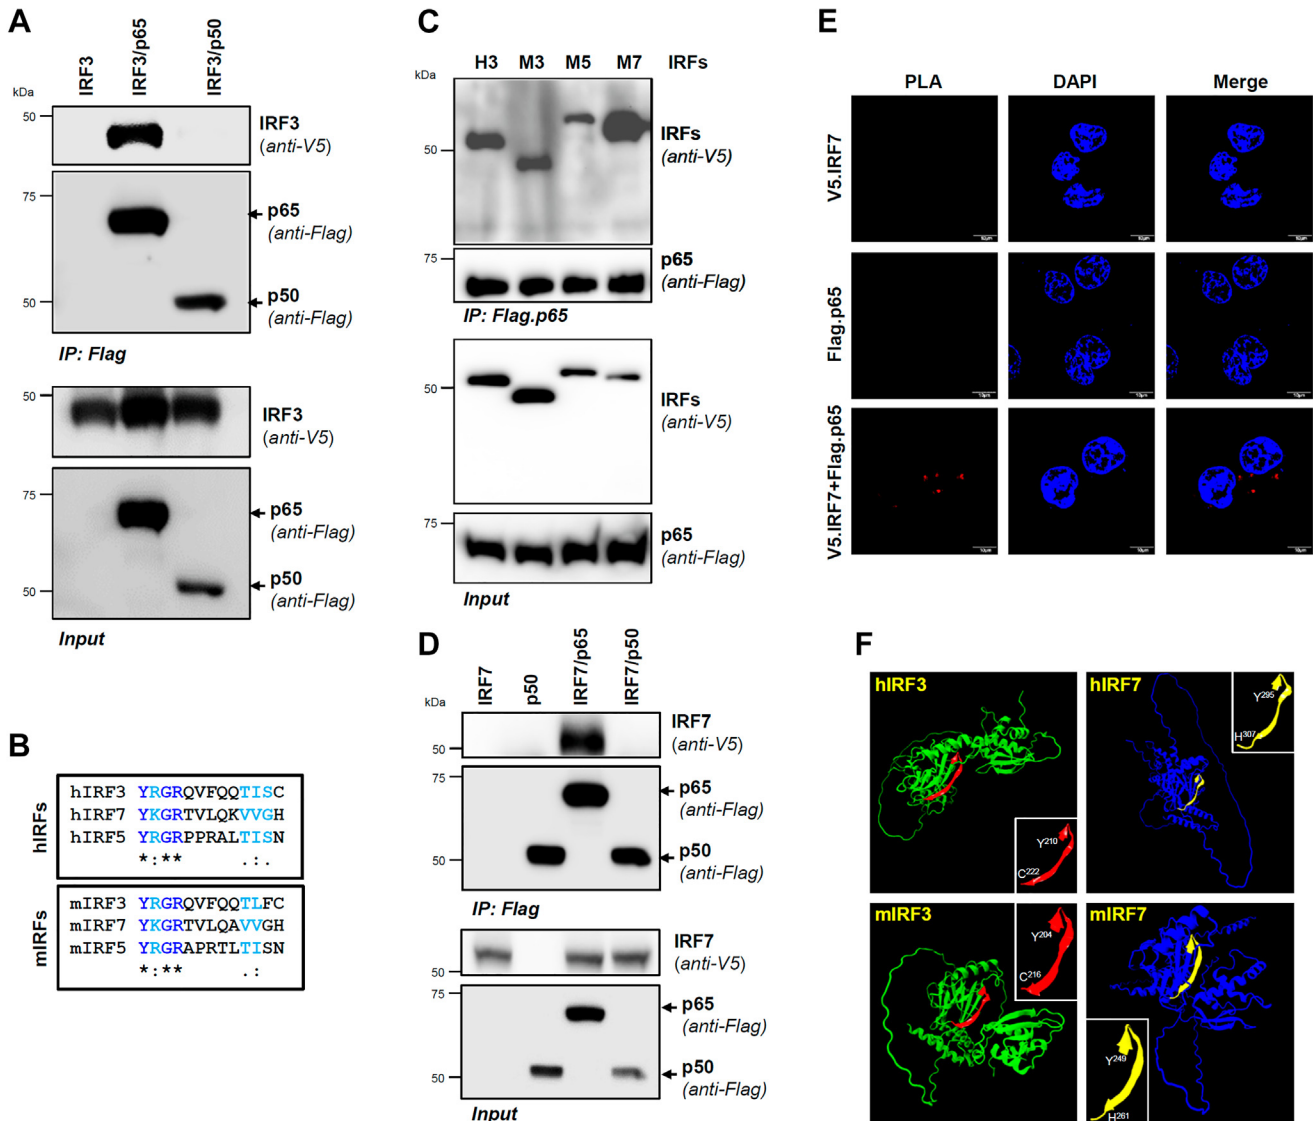 A
IRF3
IRF3/p65
IRF3/p50
kDa
50
IRF3
(anti-V5)
75
p65
(anti-Flag)
50
p50
(anti-Flag)
IP: Flag
50
IRF3
(anti-V5)
75
p65
(anti-Flag)
50
p50
(anti-Flag)
Input
B
hIRFs
hIRF3 YRGRQVFQQTISC
hIRF7 YKGRTVLQKVVGH
hIRF5 YRGRPPRALTISN
*:** .:.
mIRFs
mIRF3 YRGRQVFQQTLFC
mIRF7 YKGRTVLQAVVGH
mIRF5 YRGRAPRTLTISN
*:** .:
C
H3 M3 M5 M7 IRFs
kDa
50
IRFs
(anti-V5)
75
p65
(anti-Flag)
IP: Flag.p65
50
IRFs
(anti-V5)
75
p65
(anti-Flag)
Input
D
IRF7
p50
IRF7/p65
IRF7/p50
kDa
50
IRF7
(anti-V5)
75
p65
(anti-Flag)
50
p50
(anti-Flag)
IP: Flag
50
IRF7
(anti-V5)
75
p65
(anti-Flag)
50
p50
(anti-Flag)
Input
E
PLA DAPI Merge
V5.IRF7
10μm
10μm
Flag.p65
10μm
10μm
V5.IRF7+Flag.p65
10μm
10μm
F
hIRF3
Y210
C222
hIRF7
Y295
H307
mIRF3
Y204
C216
mIRF7
Y249
H261